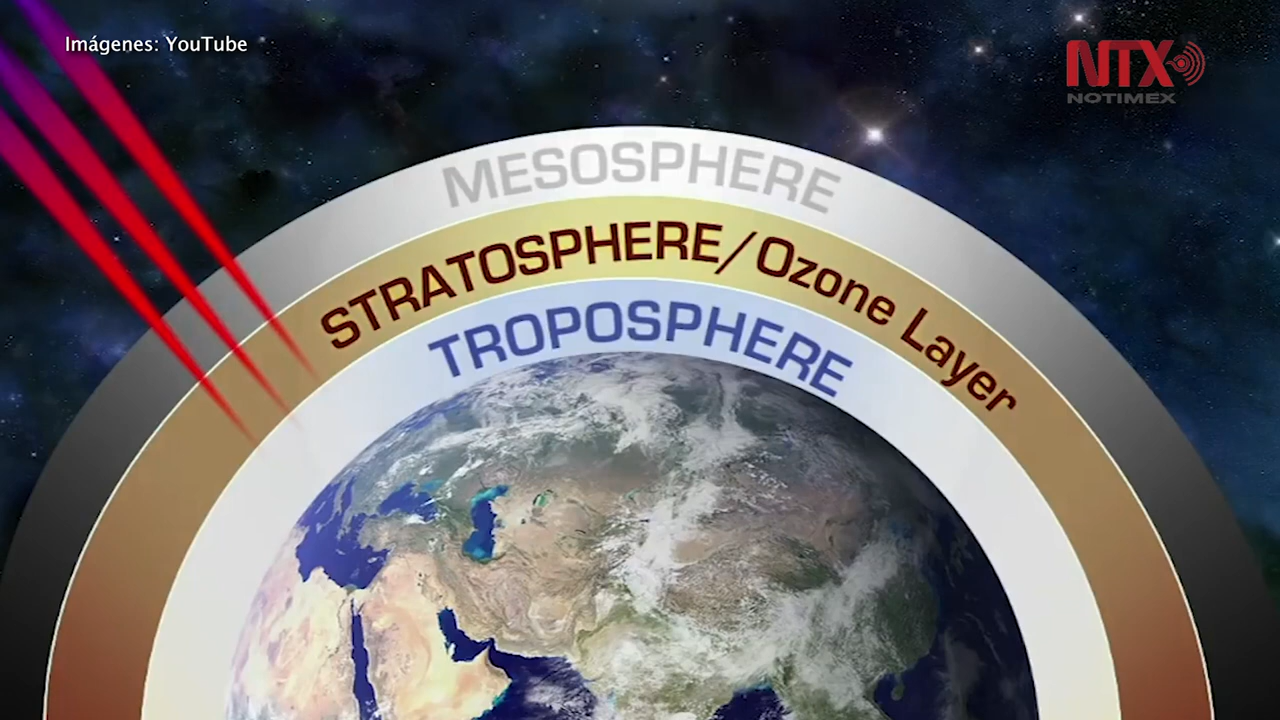 Imágenes: YouTube
NTX
NOTIMEX
MESOSPHERE
STRATOSPHERE/Ozone Layer
TROPOSPHERE